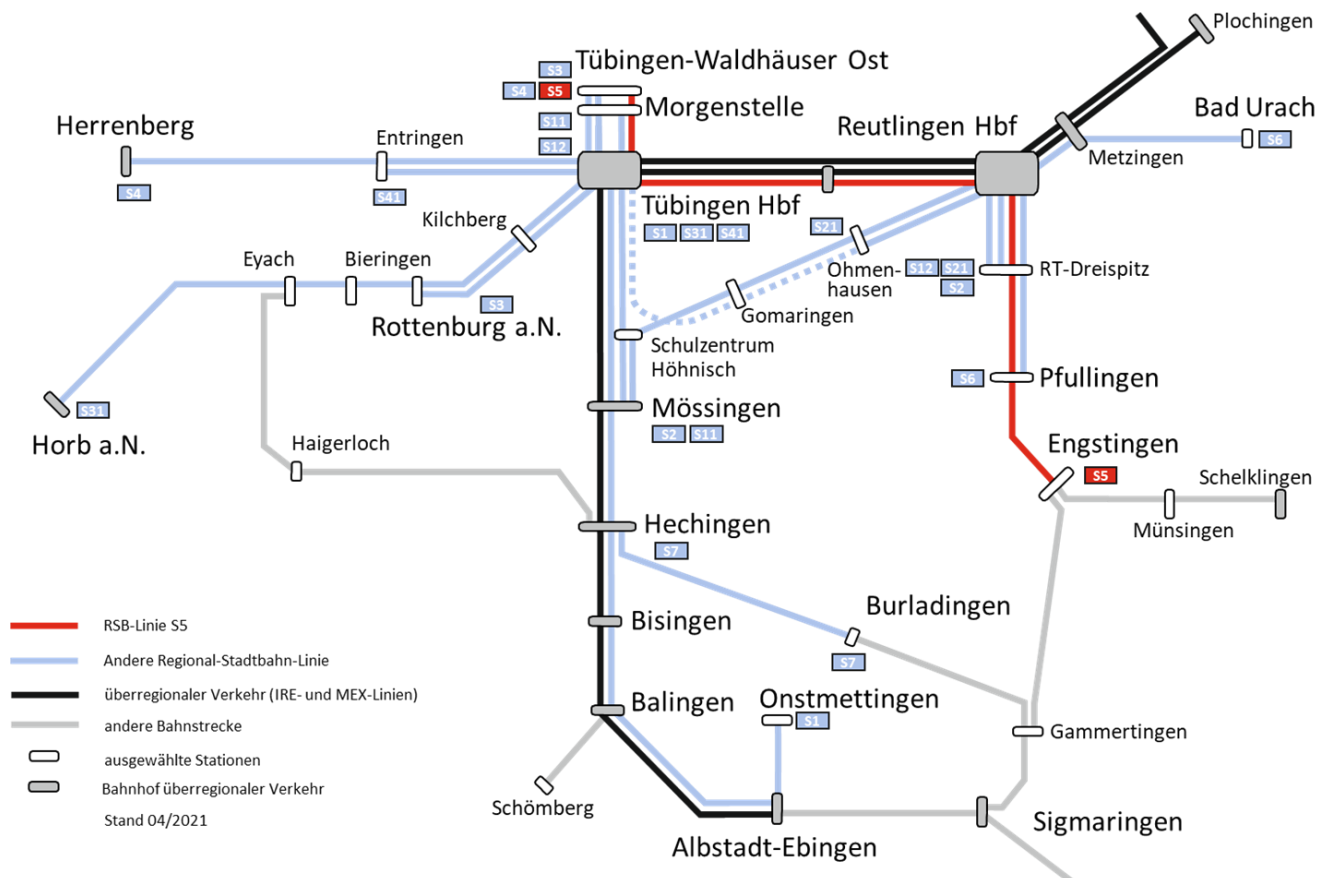 Plochingen
S3
Tübingen-Waldhäuser Ost
S4
S5
Morgenstelle
S11
S12
Reutlingen Hbf
Bad Urach
S6
Herrenberg
Entringen
Metzingen
S4
S41
Tübingen Hbf
S1
S31
S41
S21
Kilchberg
Eyach
Bieringen
Ohmen-
hausen
S12
S21
S2
RT-Dreispitz
S3
Rottenburg a.N.
Gomaringen
Schulzentrum
Höhnisch
S6
Pfullingen
S31
Horb a.N.
Mössingen
S2
S11
Haigerloch
Engstingen
S5
Schelklingen
Münsingen
Hechingen
S7
Burladingen
S7
Bisingen
Balingen
Onstmettingen
S1
Gammertingen
Schömberg
Sigmaringen
Albstadt-Ebingen
RSB-Linie S5
Andere Regional-Stadtbahn-Linie
überregionaler Verkehr (IRE- und MEX-Linien)
andere Bahnstrecke
ausgewählte Stationen
Bahnhof überregionaler Verkehr
Stand 04/2021